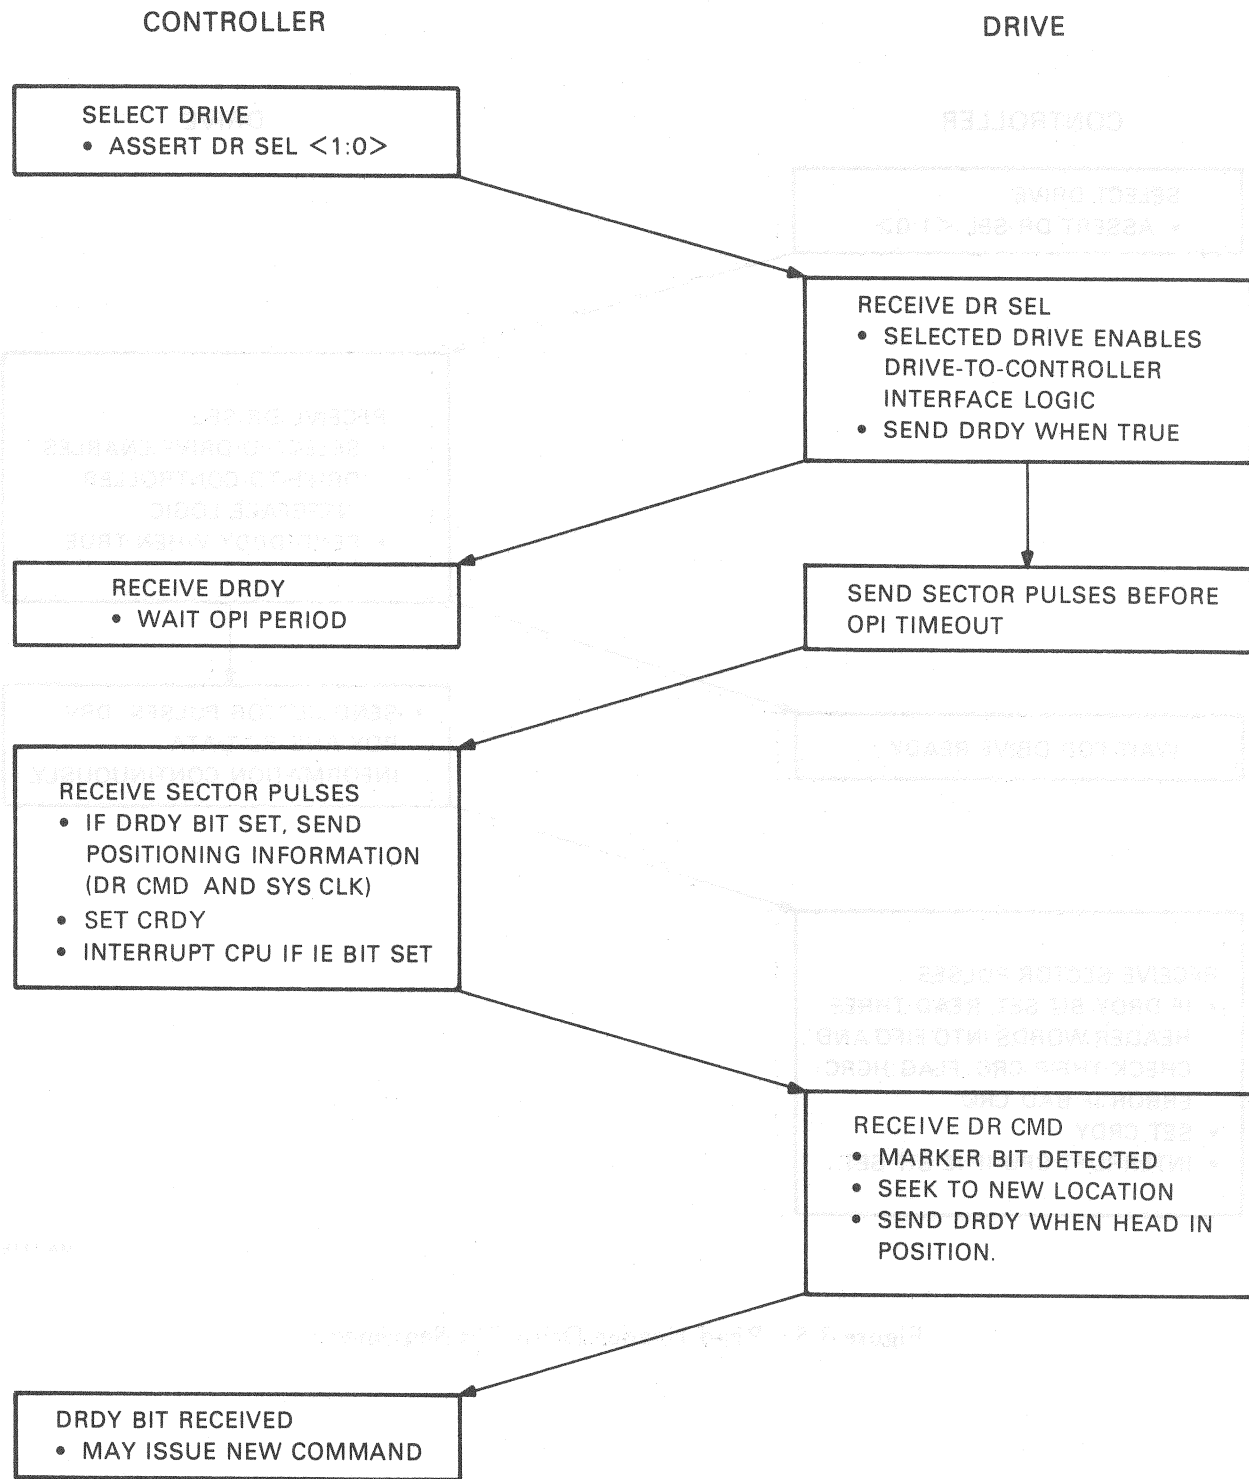 CONTROLLER
DRIVE
SELECT DRIVE
• ASSERT DR SEL <1:0>
RECEIVE DR SEL
• SELECTED DRIVE ENABLES
DRIVE-TO-CONTROLLER
INTERFACE LOGIC
• SEND DRDY WHEN TRUE
RECEIVE DRDY
• WAIT OPI PERIOD
SEND SECTOR PULSES BEFORE
OPI TIMEOUT
RECEIVE SECTOR PULSES
• IF DRDY BIT SET, SEND
POSITIONING INFORMATION
(DR CMD AND SYS CLK)
• SET CRDY
• INTERRUPT CPU IF IE BIT SET
RECEIVE DR CMD
• MARKER BIT DETECTED
• SEEK TO NEW LOCATION
• SEND DRDY WHEN HEAD IN
POSITION.
DRDY BIT RECEIVED
• MAY ISSUE NEW COMMAND